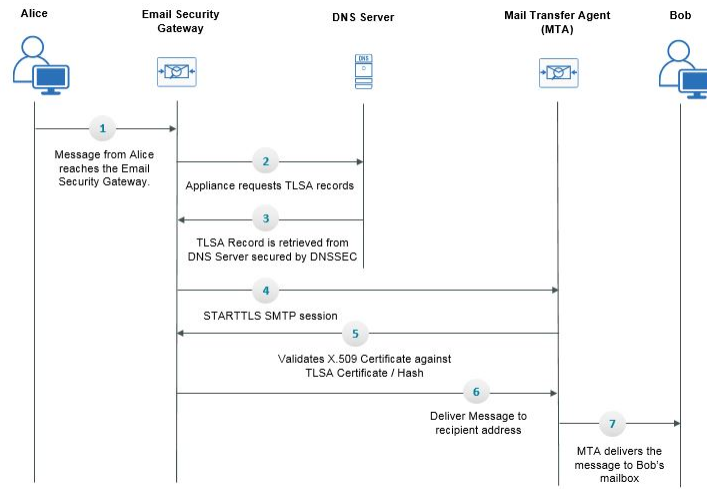 Alice
Email Security
Gateway
DNS Server
Mail Transfer Agent
(MTA)
Bob
DNS
1
Message from Alice
reaches the Email
Security Gateway.
2
Appliance requests TLSA records
3
TLSA Record is retrieved from
DNS Server secured by DNSSEC
4
STARTTLS SMTP session
5
Validates X.509 Certificate against
TLSA Certificate / Hash
6
Deliver Message to
recipient address
7
MTA delivers the
message to Bob's
mailbox